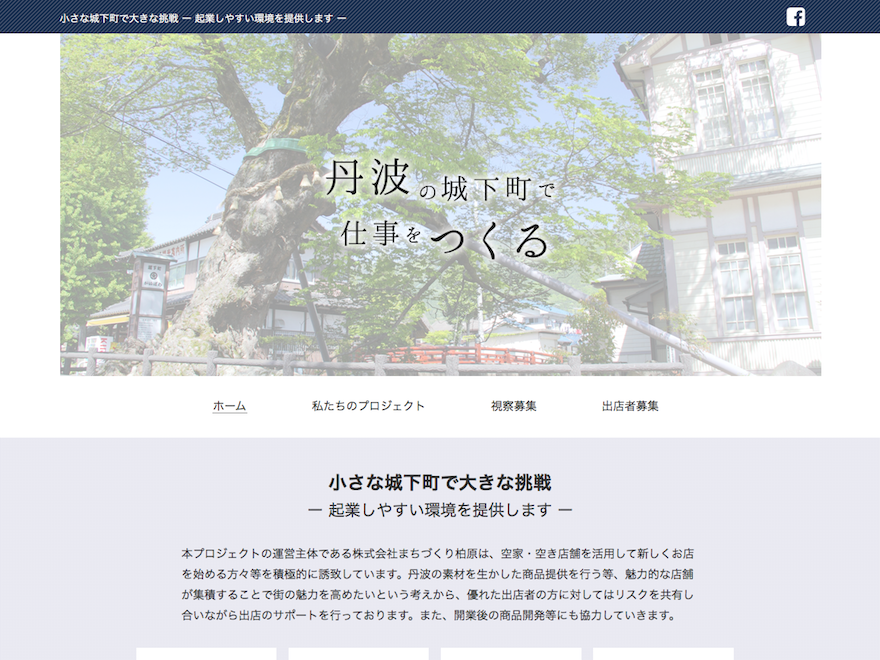 小さな城下町で大きな挑戦 ー 起業しやすい環境を提供します ー
丹波の城下町で
仕事をつくる
ホーム 私たちのプロジェクト 視察募集 出店者募集
小さな城下町で大きな挑戦
ー 起業しやすい環境を提供します ー
本プロジェクトの運営主体である株式会社まちづくり柏原は、空家・空き店舗を活用して新しくお店
を始める方々等を積極的に誘致しています。丹波の素材を生かした商品提供を行う等、魅力的な店舗
が集積することで街の魅力を高めたいという考えから、優れた出店者の方に対してはリスクを共有し
合いながら出店のサポートを行っております。また、開業後の商品開発等にも協力していきます。